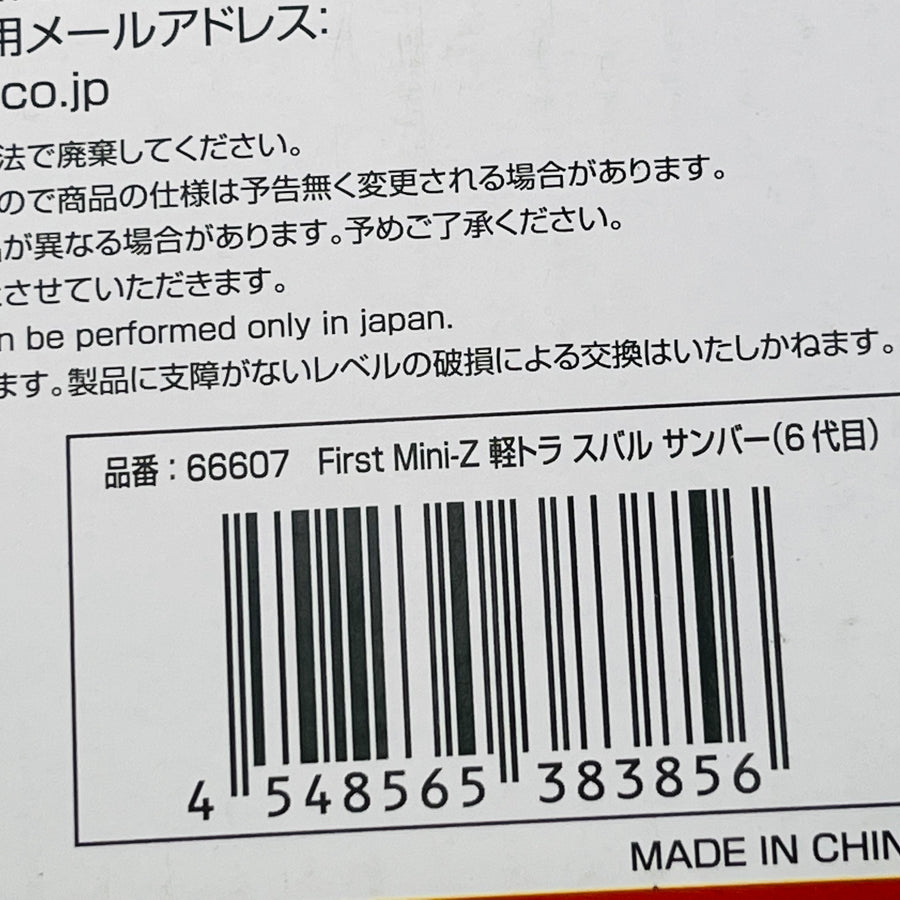 用メールアドレス:
co.jp
法で廃棄してください。
ので商品の仕様は予告無く変更される場合があります。
が異なる場合があります。予めご了承ください。
させていただきます。
n be performed only in japan.
ます。製品に支障がないレベルの破損による交換はいたしかねます。
品番：66607 First Mini-Z 軽トラ スバル サンバー(6代目)
4 548565 383856
MADE IN CHIN